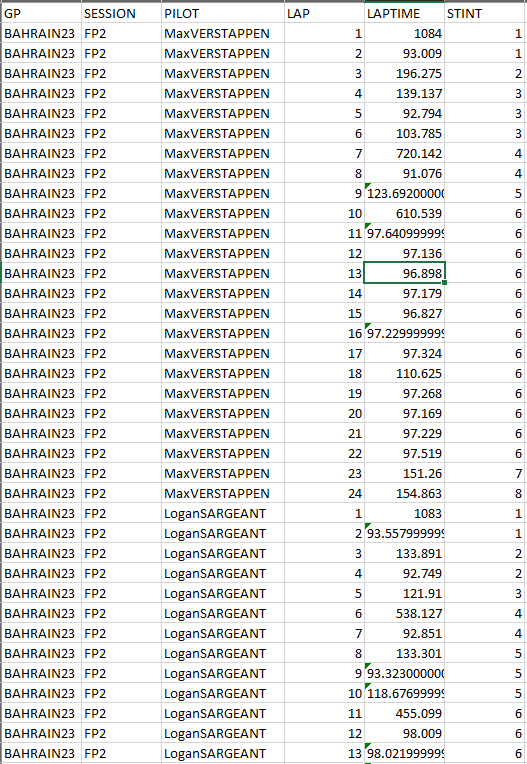 GP SESSION PILOT LAP LAPTIME STINT
BAHRAIN23 FP2 MaxVERSTAPPEN 1 1084 1
BAHRAIN23 FP2 MaxVERSTAPPEN 2 93.009 1
BAHRAIN23 FP2 MaxVERSTAPPEN 3 196.275 2
BAHRAIN23 FP2 MaxVERSTAPPEN 4 139.137 3
BAHRAIN23 FP2 MaxVERSTAPPEN 5 92.794 3
BAHRAIN23 FP2 MaxVERSTAPPEN 6 103.785 3
BAHRAIN23 FP2 MaxVERSTAPPEN 7 720.142 4
BAHRAIN23 FP2 MaxVERSTAPPEN 8 91.076 4
BAHRAIN23 FP2 MaxVERSTAPPEN 9 123.69200000 5
BAHRAIN23 FP2 MaxVERSTAPPEN 10 610.539 6
BAHRAIN23 FP2 MaxVERSTAPPEN 11 97.640999999 6
BAHRAIN23 FP2 MaxVERSTAPPEN 12 97.136 6
BAHRAIN23 FP2 MaxVERSTAPPEN 13 96.898 6
BAHRAIN23 FP2 MaxVERSTAPPEN 14 97.179 6
BAHRAIN23 FP2 MaxVERSTAPPEN 15 96.827 6
BAHRAIN23 FP2 MaxVERSTAPPEN 16 97.229999999 6
BAHRAIN23 FP2 MaxVERSTAPPEN 17 97.324 6
BAHRAIN23 FP2 MaxVERSTAPPEN 18 110.625 6
BAHRAIN23 FP2 MaxVERSTAPPEN 19 97.268 6
BAHRAIN23 FP2 MaxVERSTAPPEN 20 97.169 6
BAHRAIN23 FP2 MaxVERSTAPPEN 21 97.229 6
BAHRAIN23 FP2 MaxVERSTAPPEN 22 97.519 6
BAHRAIN23 FP2 MaxVERSTAPPEN 23 151.26 7
BAHRAIN23 FP2 MaxVERSTAPPEN 24 154.863 8
BAHRAIN23 FP2 LoganSARGEANT 1 1083 1
BAHRAIN23 FP2 LoganSARGEANT 2 93.557999999 1
BAHRAIN23 FP2 LoganSARGEANT 3 133.891 2
BAHRAIN23 FP2 LoganSARGEANT 4 92.749 2
BAHRAIN23 FP2 LoganSARGEANT 5 121.91 3
BAHRAIN23 FP2 LoganSARGEANT 6 538.127 4
BAHRAIN23 FP2 LoganSARGEANT 7 92.851 4
BAHRAIN23 FP2 LoganSARGEANT 8 133.301 5
BAHRAIN23 FP2 LoganSARGEANT 9 93.323000000 5
BAHRAIN23 FP2 LoganSARGEANT 10 118.67699999 5
BAHRAIN23 FP2 LoganSARGEANT 11 455.099 6
BAHRAIN23 FP2 LoganSARGEANT 12 98.009 6
BAHRAIN23 FP2 LoganSARGEANT 13 98.021999999 6